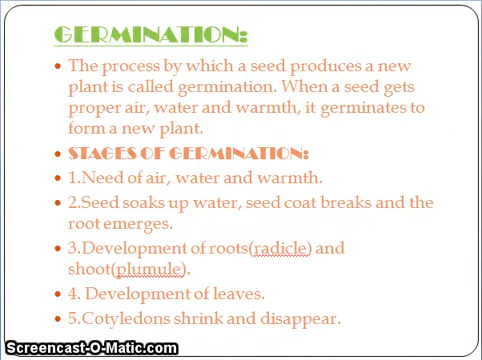 GERMINATION:
• The process by which a seed produces a new
plant is called germination. When a seed gets
proper air, water and warmth, it germinates to
form a new plant.
• STAGES OF GERMINATION:
• 1.Need of air, water and warmth.
• 2.Seed soaks up water, seed coat breaks and the
root emerges.
• 3.Development of roots(radicle) and
shoot(plumule).
• 4. Development of leaves.
• 5.Cotyledons shrink and disappear.
Screencast-O-Matic.com